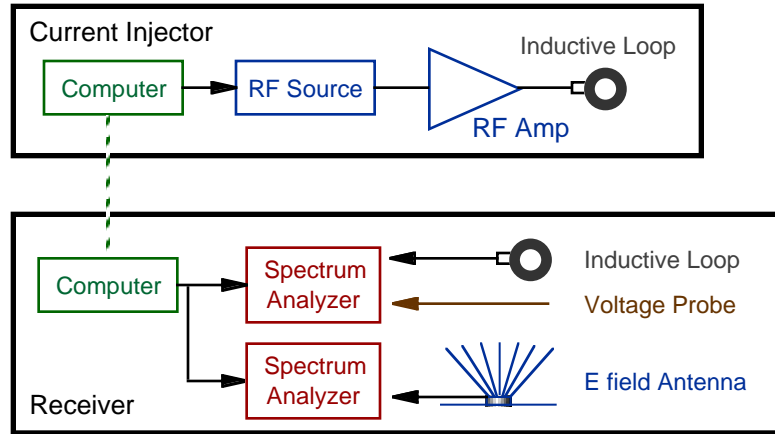 Current Injector
Inductive Loop
Computer
RF Source
RF Amp
Computer
Spectrum
Analyzer
Inductive Loop
Voltage Probe
Spectrum
Analyzer
E field Antenna
Receiver